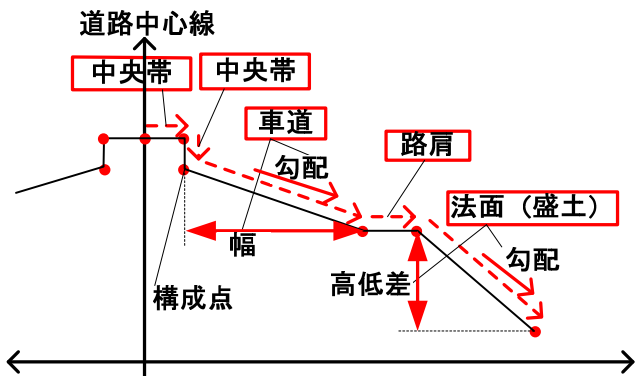 道路中心線
中央帯
中央帯
車道
勾配
路肩
法面（盛土）
幅
勾配
高低差
構成点